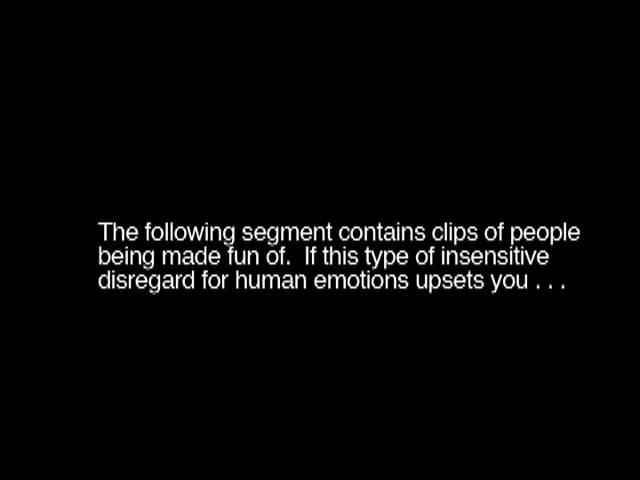 The following segment contains clips of people
being made fun of.  If this type of insensitive
disregard for human emotions upsets you . . .